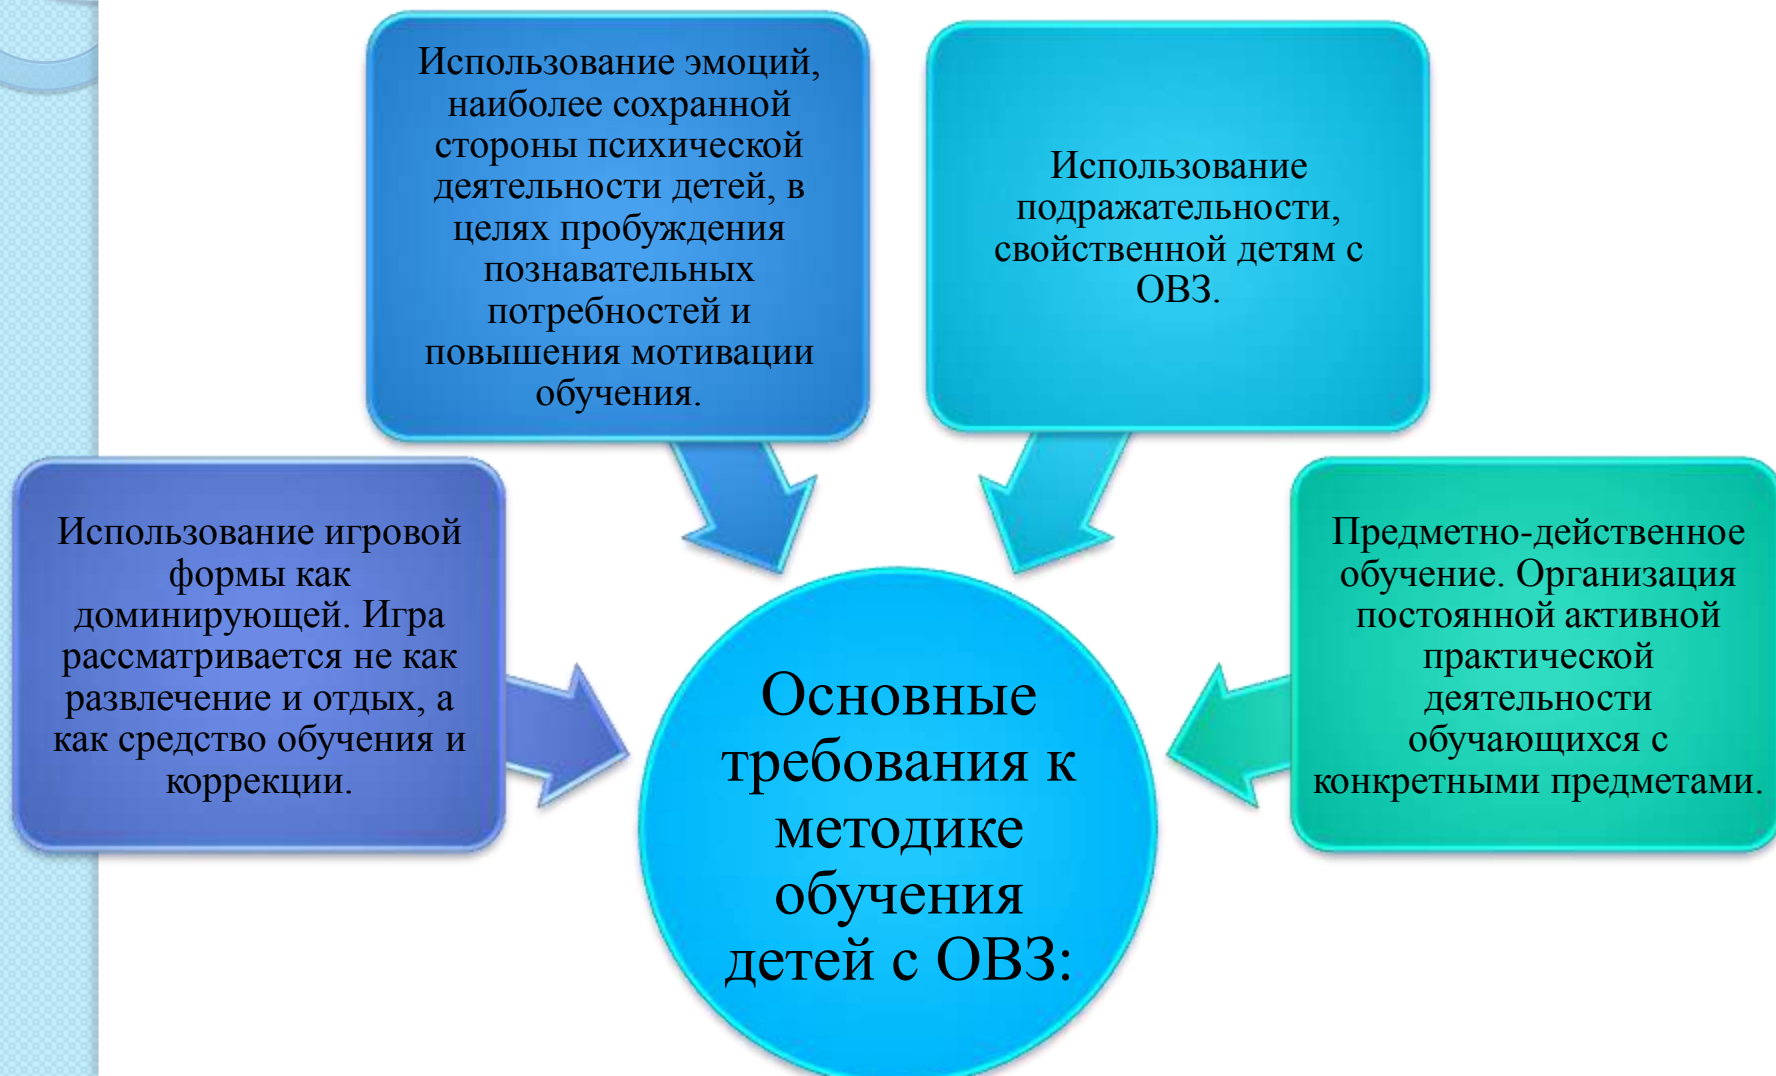 Использование эмоций,
наиболее сохранной
стороны психической
деятельности детей, в
целях пробуждения
познавательных
потребностей и
повышения мотивации
обучения.
Использование
подражательности,
свойственной детям с
ОВЗ.
Использование игровой
формы как
доминирующей. Игра
рассматривается не как
развлечение и отдых, а
как средство обучения и
коррекции.
Предметно-действенное
обучение. Организация
постоянной активной
практической
деятельности
обучающихся с
конкретными предметами.
Основные
требования к
методике
обучения
детей с ОВЗ: